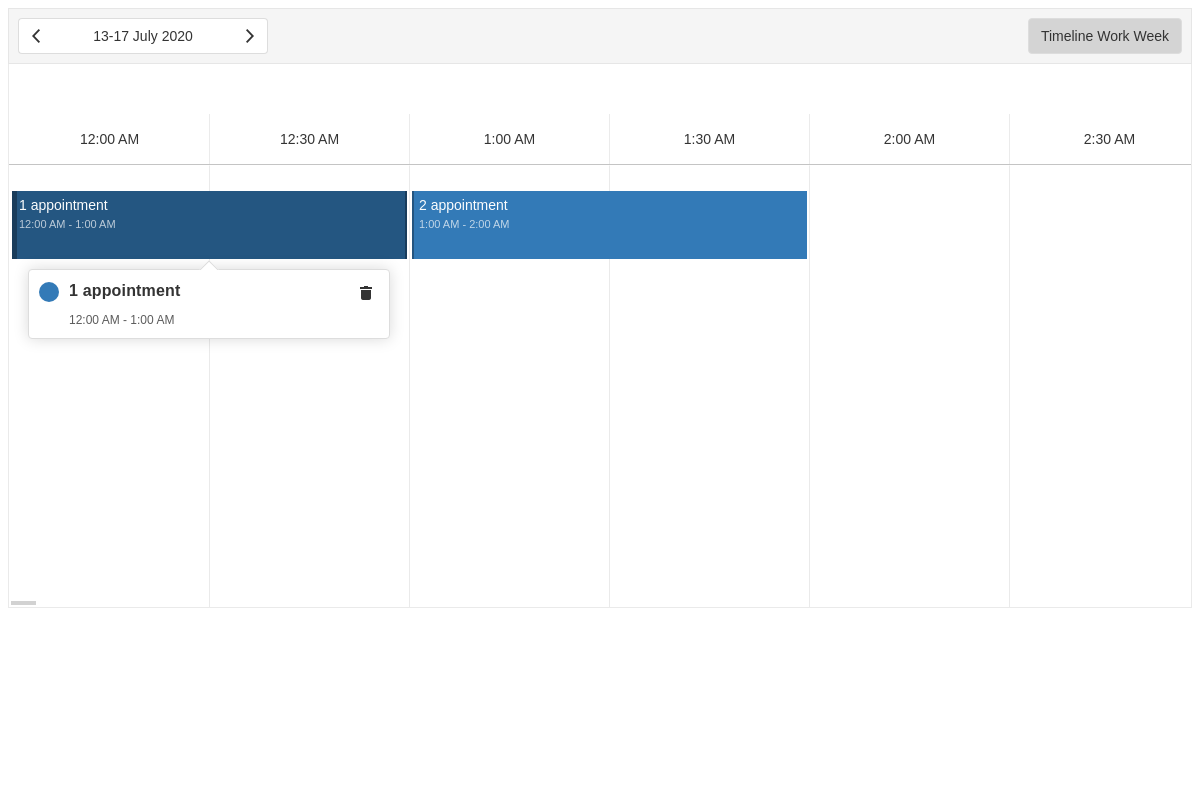 13-17 July 2020
Timeline Work Week
12:00 AM
12:30 AM
1:00 AM
1:30 AM
2:00 AM
2:30 AM
1 appointment
12:00 AM - 1:00 AM
2 appointment
1:00 AM - 2:00 AM
1 appointment
12:00 AM - 1:00 AM